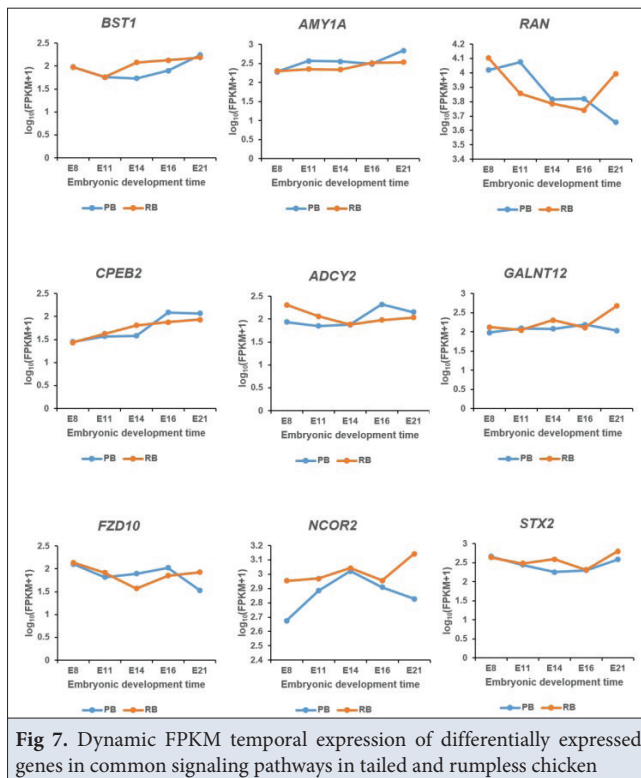 BST1
AMY1A
RAN
log10(FPKM+1)
2.5
2
1.5
1
0.5
0
E8 E11 E14 E16 E21
Embryonic development time
PB RB
log10(FPKM+1)
3
2.5
2
1.5
1
0.5
0
E8 E11 E14 E16 E21
Embryonic development time
PB RB
log10(FPKM+1)
4.2
4.1
4
3.9
3.8
3.7
3.6
3.5
3.4
E8 E11 E14 E16 E21
Embryonic development time
PB RB
CPEB2
ADCY2
GALNT12
log10(FPKM+1)
2.5
2
1.5
1
0.5
0
E8 E11 E14 E16 E21
Embryonic development time
PB RB
log10(FPKM+1)
2.5
2
1.5
1
0.5
0
E8 E11 E14 E16 E21
Embryonic development time
PB RB
log10(FPKM+1)
3
2.5
2
1.5
1
0.5
0
E8 E11 E14 E16 E21
Embryonic development time
PB RB
FZD10
NCOR2
STX2
log10(FPKM+1)
2.5
2
1.5
1
0.5
0
E8 E11 E14 E16 E21
Embryonic development time
PB RB
log10(FPKM+1)
3.2
3.1
3
2.9
2.8
2.7
2.6
2.5
2.4
E8 E11 E14 E16 E21
Embryonic development time
PB RB
log10(FPKM+1)
3
2.5
2
1.5
1
0.5
0
E8 E11 E14 E16 E21
Embryonic development time
PB RB
Fig 7. Dynamic FPKM temporal expression of differentially expressed
genes in common signaling pathways in tailed and rumpless chicken